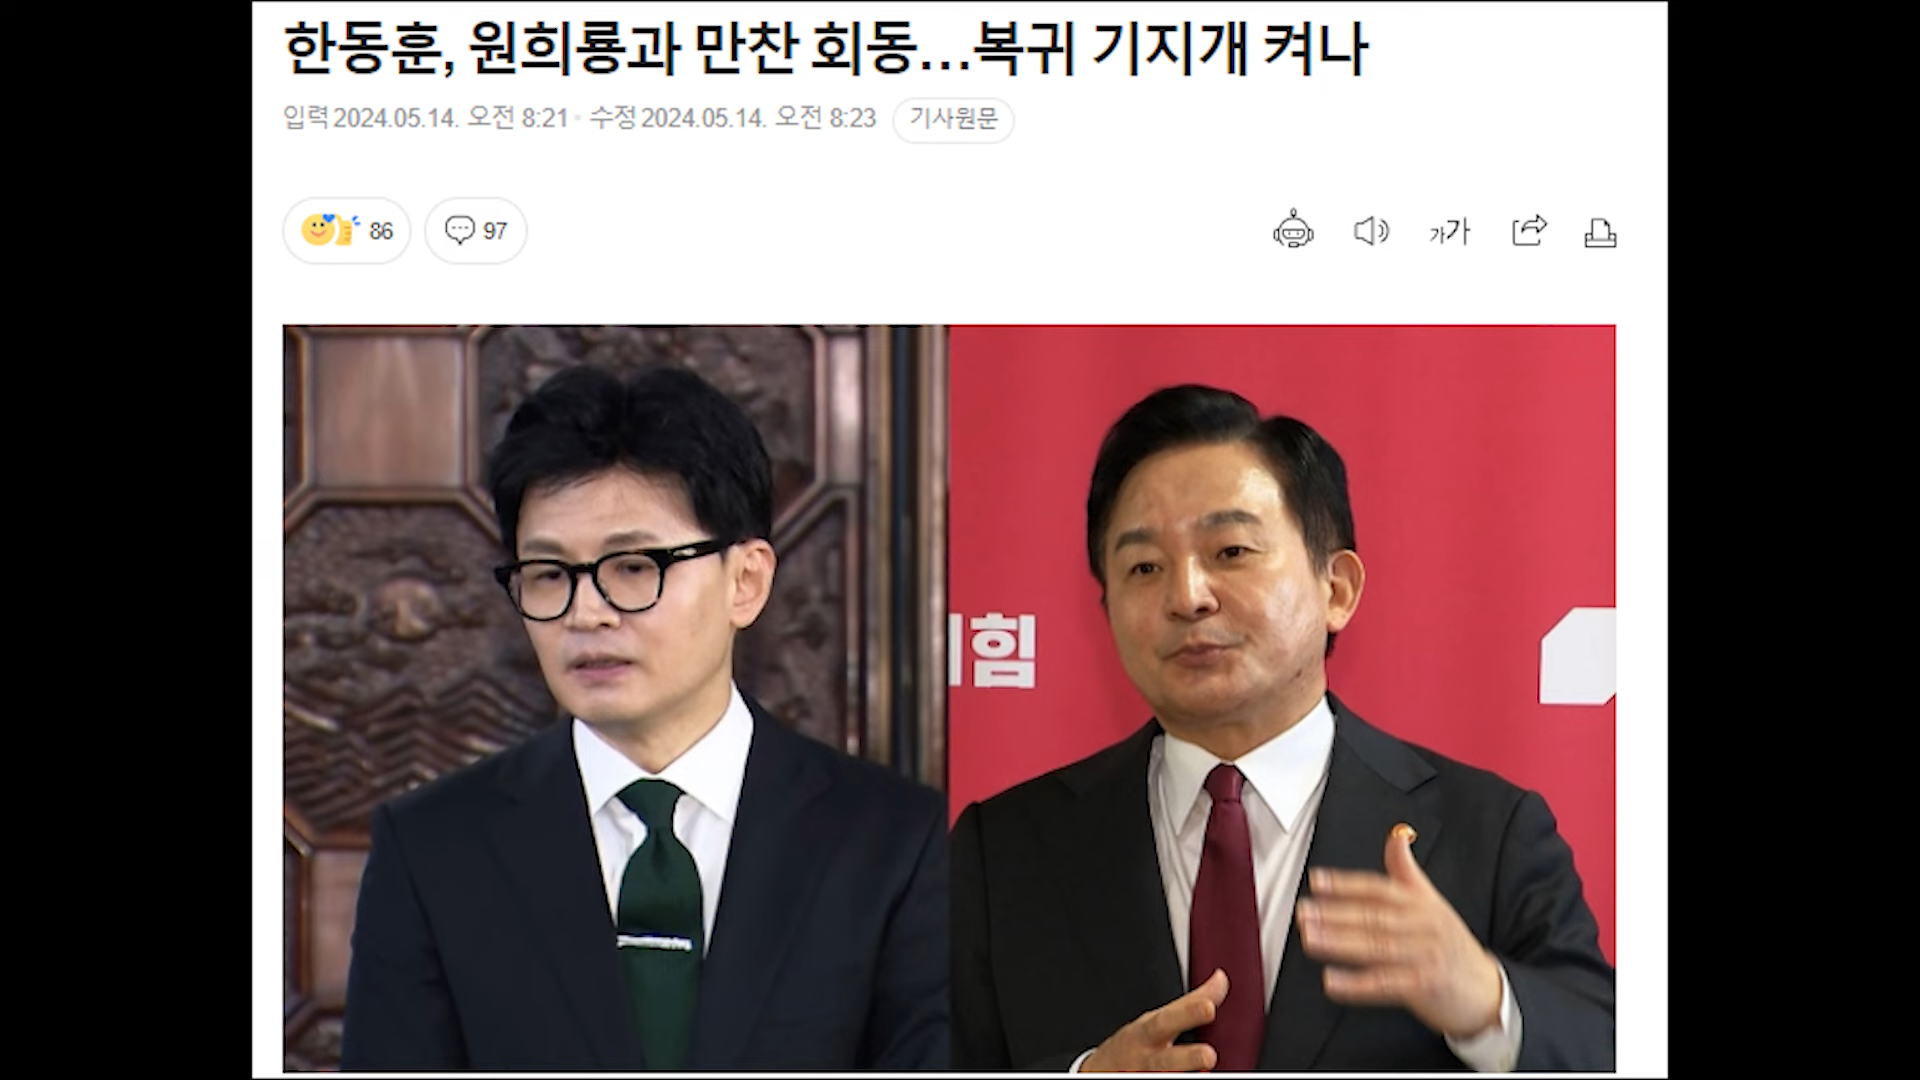 한동훈, 원희룡과 만찬 회동…복귀 기지개 켜나
입력 2024.05.14. 오전 8:21 · 수정 2024.05.14. 오전 8:23 기사원문
86 97 가가
힘